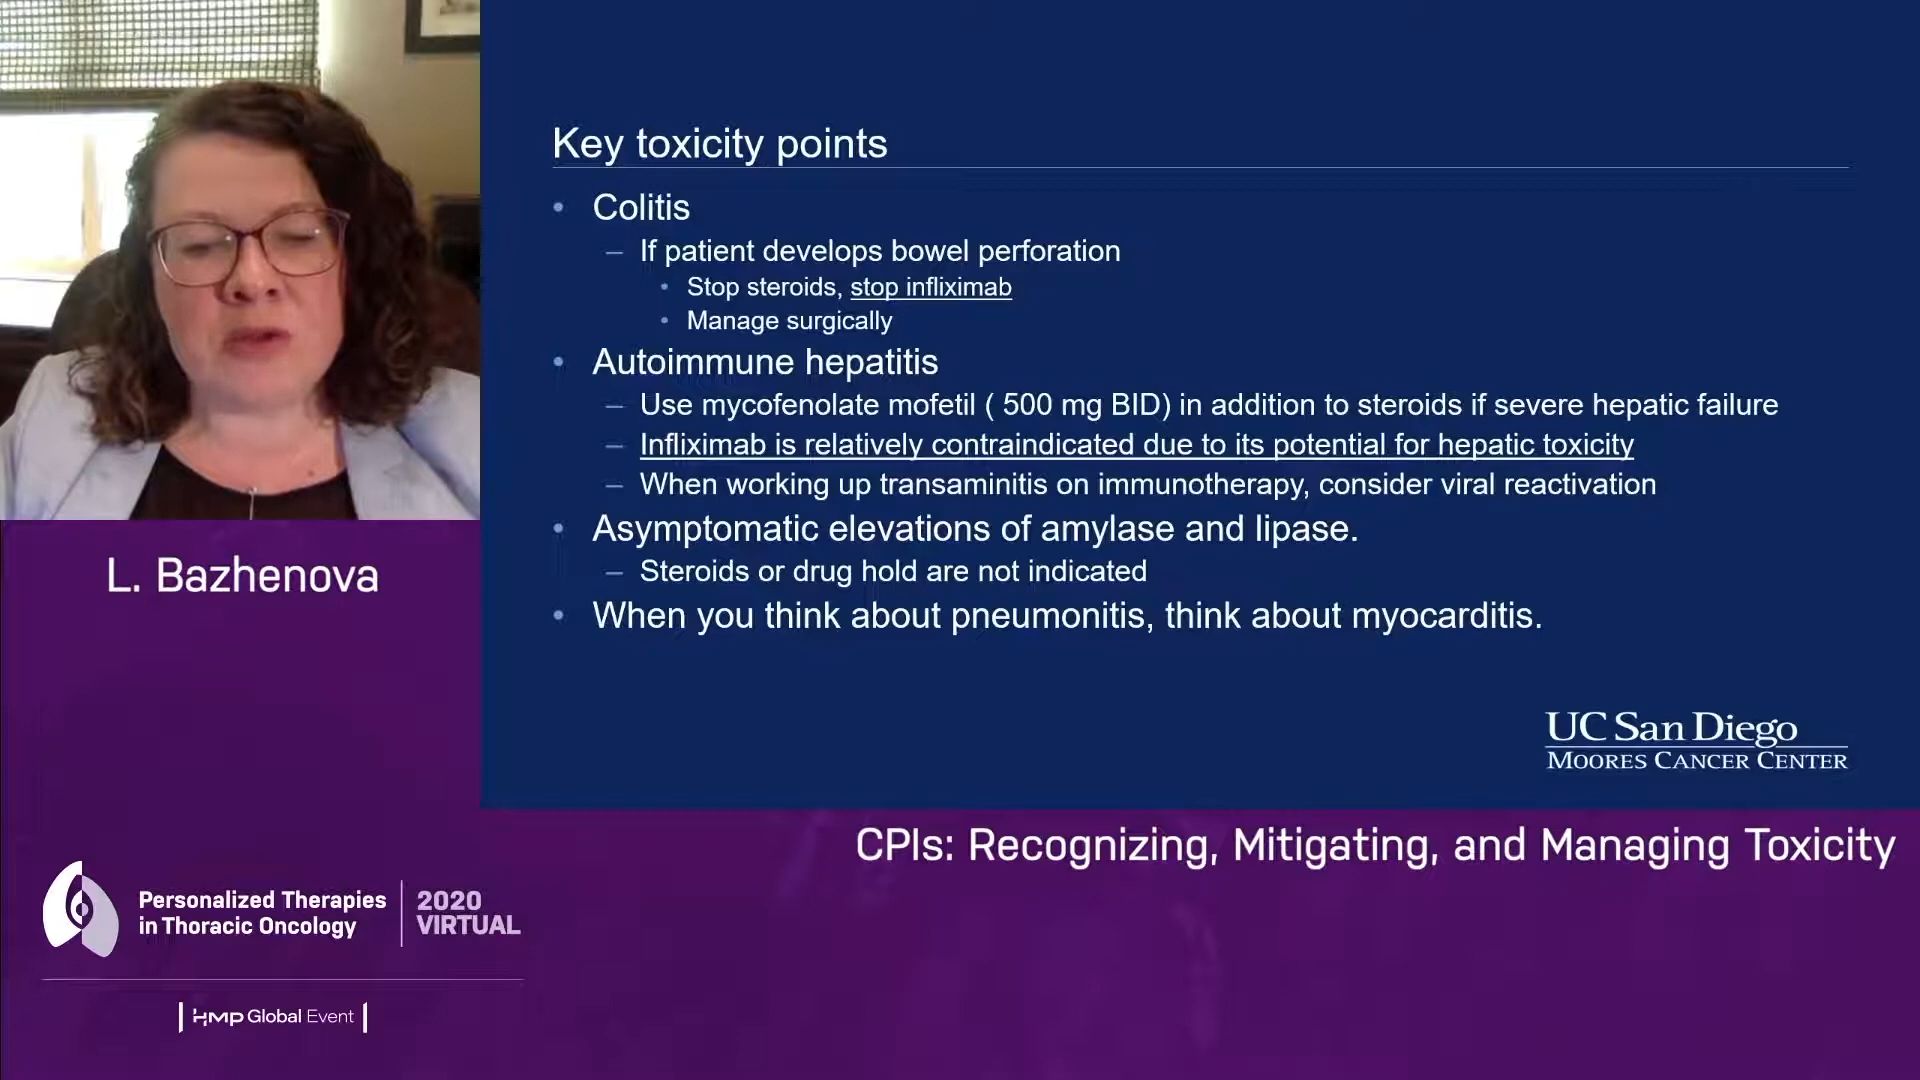 Key toxicity points
• Colitis
– If patient develops bowel perforation
• Stop steroids, stop infliximab
• Manage surgically
• Autoimmune hepatitis
– Use mycofenolate mofetil ( 500 mg BID) in addition to steroids if severe hepatic failure
– Infliximab is relatively contraindicated due to its potential for hepatic toxicity
– When working up transaminitis on immunotherapy, consider viral reactivation
• Asymptomatic elevations of amylase and lipase.
– Steroids or drug hold are not indicated
• When you think about pneumonitis, think about myocarditis.
UC San Diego
MOORES CANCER CENTER
L. Bazhenova
CPIs: Recognizing, Mitigating, and Managing Toxicity
Personalized Therapies
in Thoracic Oncology
2020
VIRTUAL
HMP Global Event